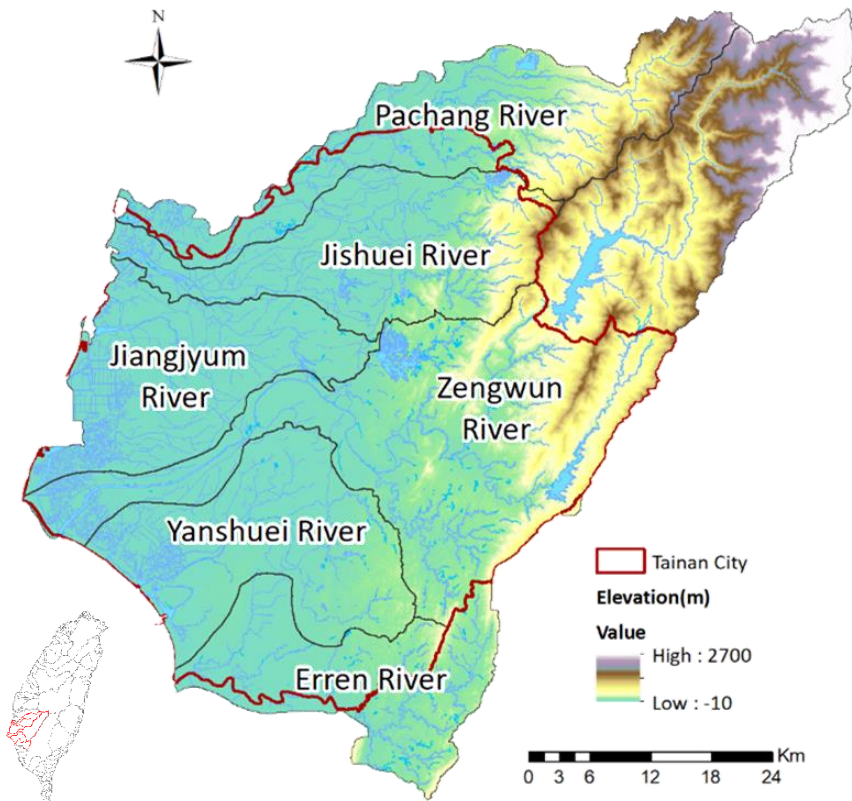 N
Pachang River
Jishuei River
Jiangjyum
River
Zengwun
River
Yanshuei River
Erren River
Tainan City
Elevation(m)
Value
High : 2700
Low : -10
Km
0 3 6 12 18 24